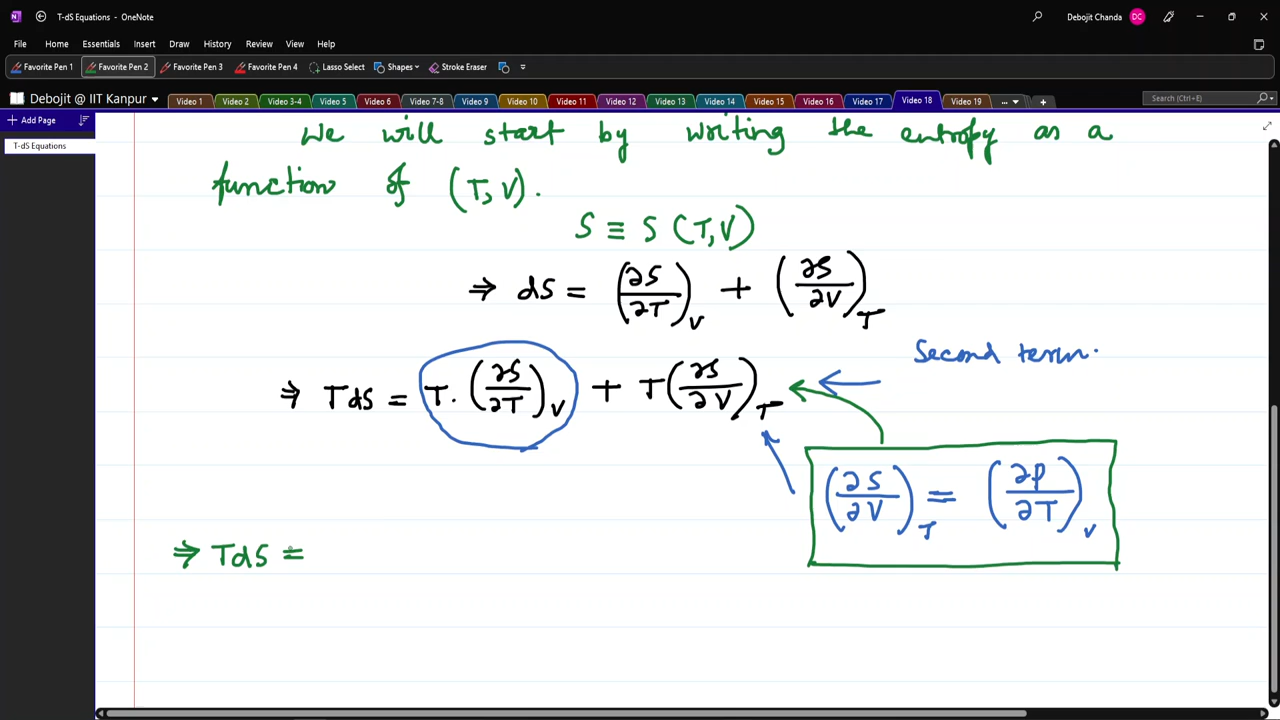 T-dS Equations - OneNote
Debojit Chanda DC
File Home Essentials Insert Draw History Review View Help
Favorite Pen 1 Favorite Pen 2 Favorite Pen 3 Favorite Pen 4 Lasso Select Shapes Stroke Eraser
Debojit @ IIT Kanpur Video 1 Video 2 Video 3-4 Video 5 Video 6 Video 7-8 Video 9 Video 10 Video 11 Video 12 Video 13 Video 14 Video 15 Video 16 Video 17 Video 18 Video 19 ... + Search (Ctrl+E)
+ Add Page
T-dS Equations
We will start by writing the entropy as a
function of (T,V).
S ≡ S (T,V)
⇒ dS = (∂S/∂T)_V + (∂S/∂V)_T
Second term.
⇒ TdS = T. (∂S/∂T)_V + T(∂S/∂V)_T
(∂S/∂V)_T = (∂P/∂T)_V
⇒ TdS =